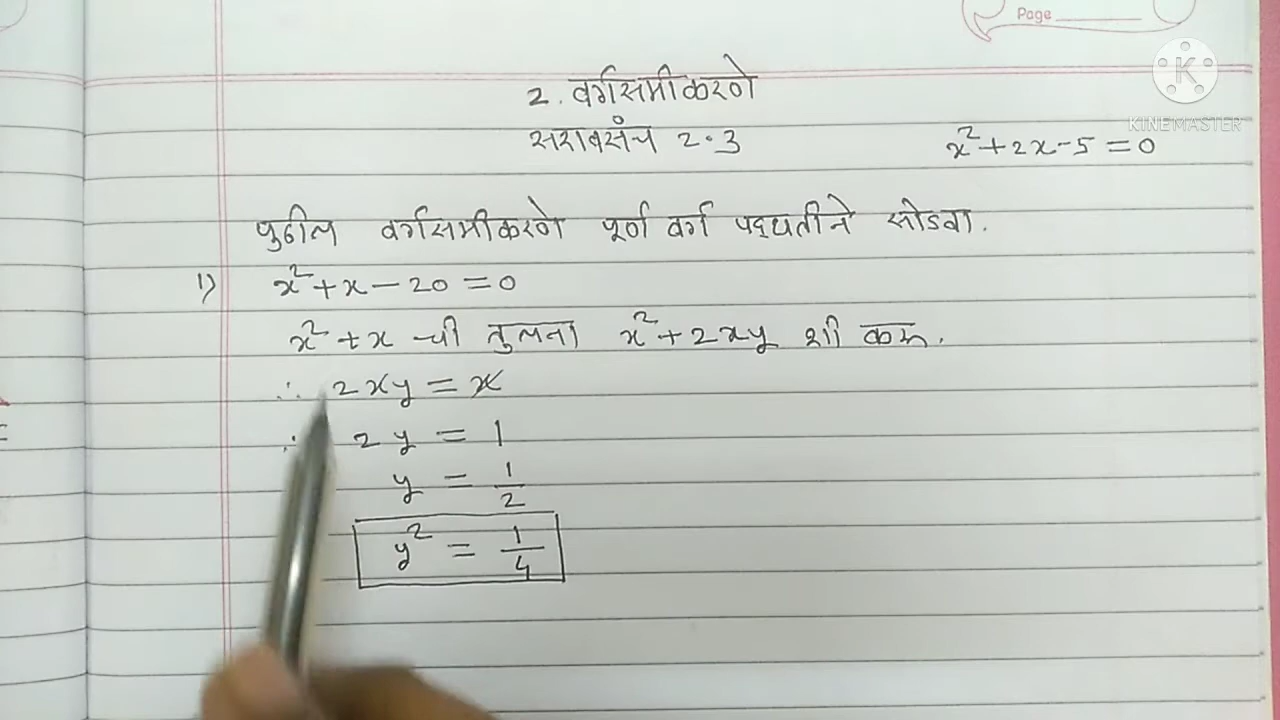 Page
K
KINEMASTER
2. वर्गसमीकरणे
सरावसंच 2.3
x² + 2x - 5 = 0
पुढील वर्गसमीकरणे पूर्ण वर्ग पद्धतीने सोडवा.
1) x² + x - 20 = 0
x² + x ची तुलना x² + 2xy शी करू.
∴ 2xy = x
∴ 2y = 1
y = 1/2
y² = 1/4